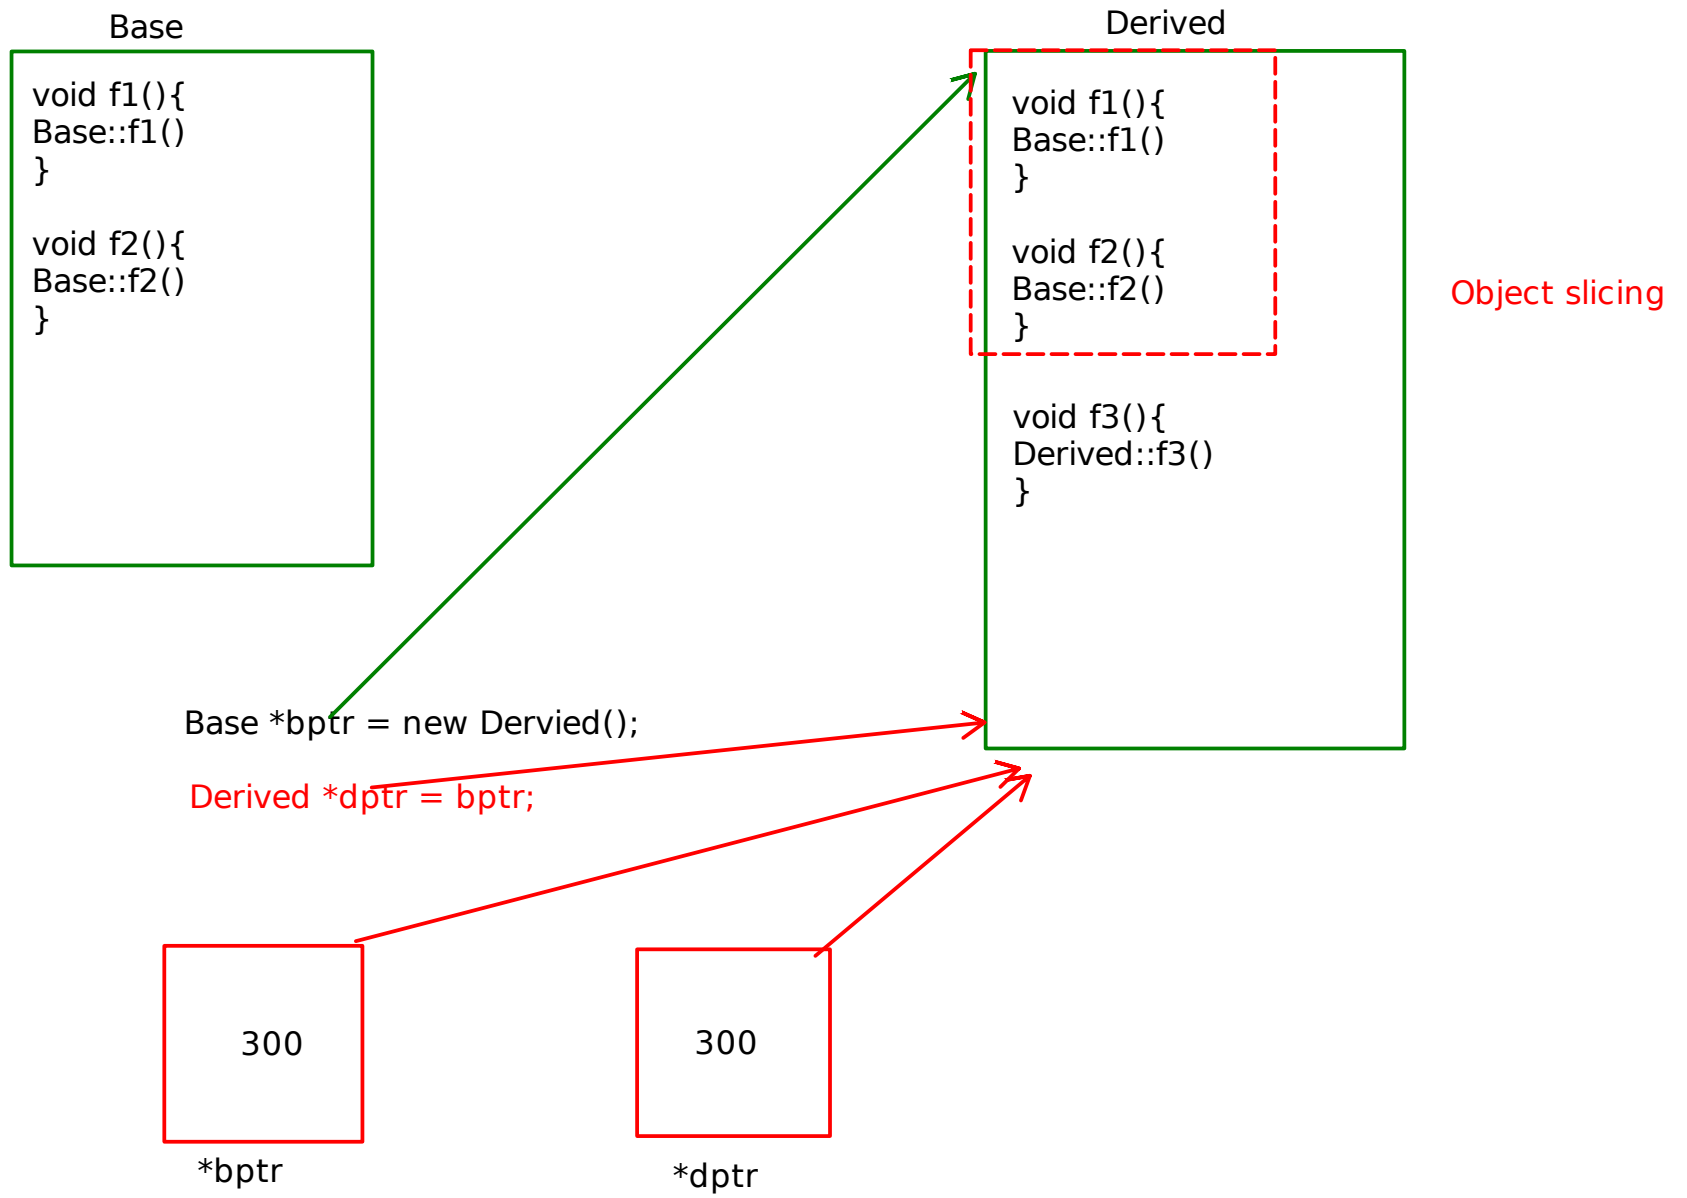 Base
void f1(){
Base::f1()
}
void f2(){
Base::f2()
}
Derived
void f1(){
Base::f1()
}
void f2(){
Base::f2()
}
void f3(){
Derived::f3()
}
Object slicing
Base *bptr = new Dervied();
Derived *dptr = bptr;
300
*bptr
300
*dptr